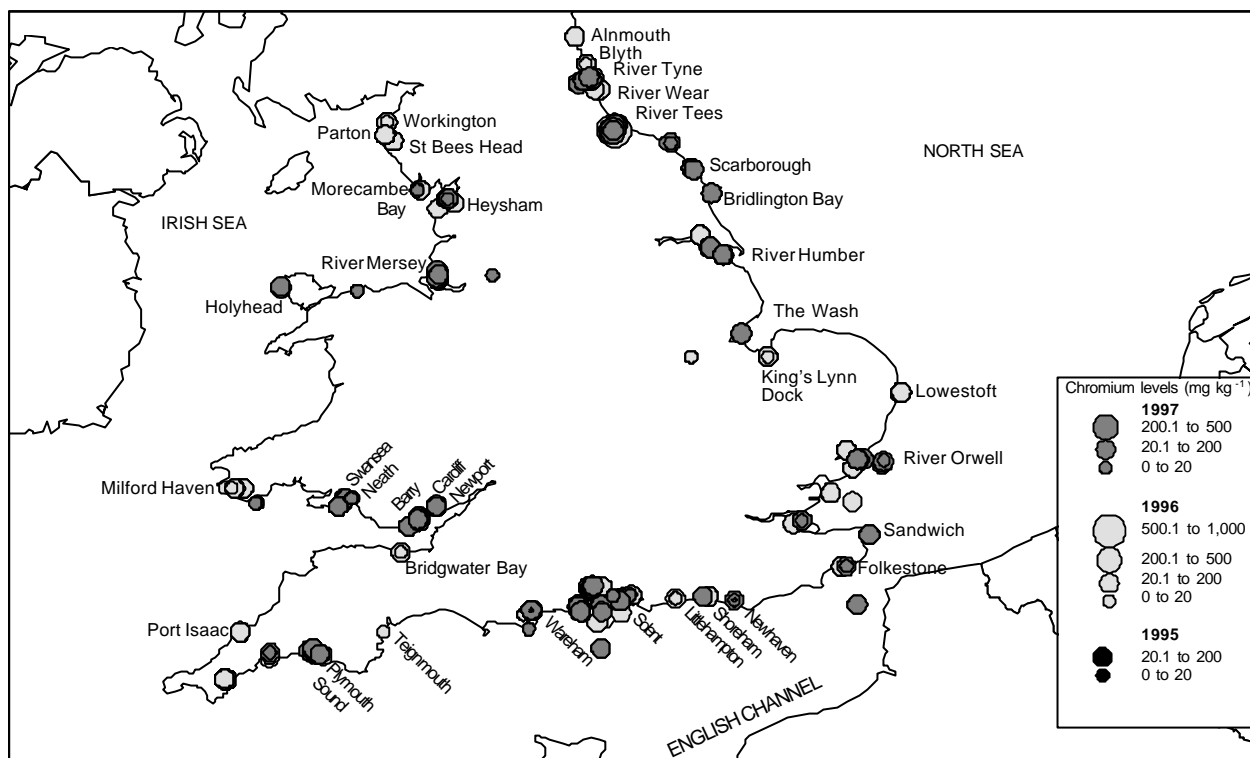 Alnmouth
Blyth
River Tyne
River Wear
River Tees
Workington
Parton
St Bees Head
NORTH SEA
Scarborough
Morecambe
Bay
Heysham
Bridlington Bay
IRISH SEA
River Humber
River Mersey
Holyhead
The Wash
King's Lynn
Dock
Lowestoft
Chromium levels (mg kg -1)
1997
200.1 to 500
20.1 to 200
0 to 20
1996
500.1 to 1,000
200.1 to 500
20.1 to 200
0 to 20
1995
20.1 to 200
0 to 20
River Orwell
Milford Haven
Swansea
Neath
Barry
Cardiff
Newport
Sandwich
Bridgwater Bay
Folkestone
Port Isaac
Plymouth
Sound
Teignmouth
Wareham
Solent
Littlehampton
Shoreham
Newhaven
ENGLISH CHANNEL